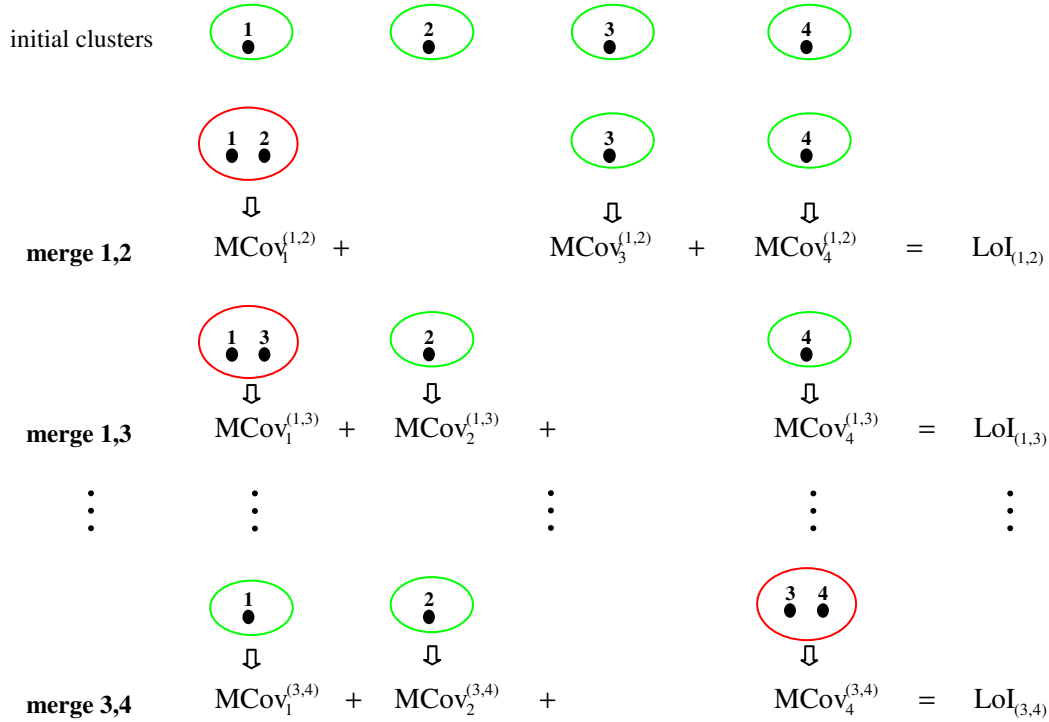 initial clusters 1 2 3 4
1 2 3 4
merge 1,2 MCov₁^(1,2) + MCov₃^(1,2) + MCov₄^(1,2) = LoI₍₁,₂₎
1 3 2 4
merge 1,3 MCov₁^(1,3) + MCov₂^(1,3) + MCov₄^(1,3) = LoI₍₁,₃₎
⋮ ⋮ ⋮ ⋮ ⋮
1 2 3 4
merge 3,4 MCov₁^(3,4) + MCov₂^(3,4) + MCov₄^(3,4) = LoI₍₃,₄₎